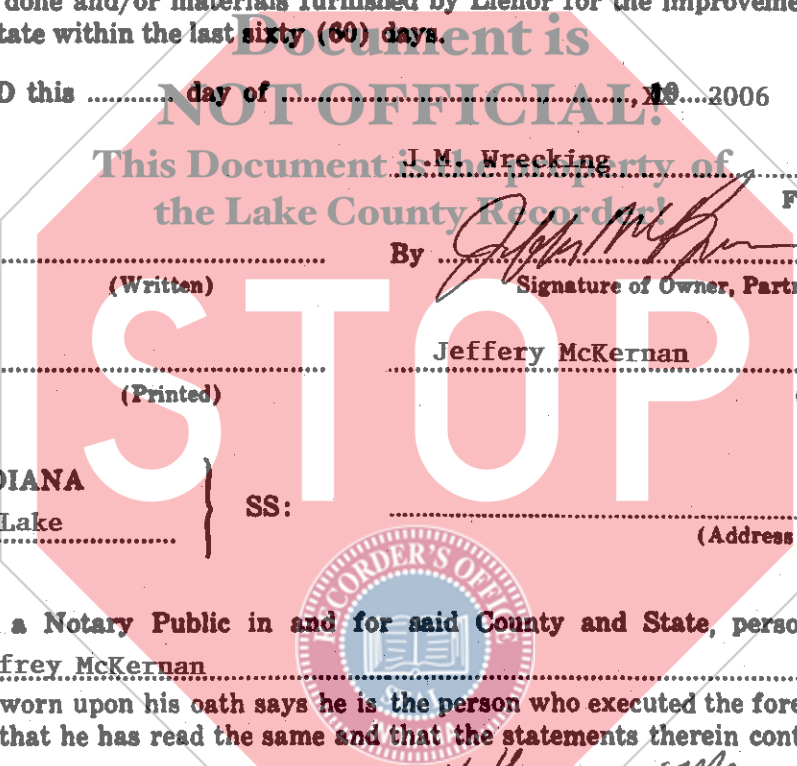 done and/or materials furnished by Lienor for the improveme
tate within the last sixty (60) days.
Document is
D this ........... day of ......................................................, 2006
NOT OFFICIAL!
J.M. Wrecking
This Document is the property of
F
the Lake County Recorder!
By
(Written)
Signature of Owner, Partn
STOP
Jeffery McKernan
(Printed)
DIANA
SS:
Lake
(Address
RECORDER'S OFFICE
a Notary Public in and for said County and State, perso
frey McKernan
SEAL
worn upon his oath says he is the person who executed the fore
INDIANA
that he has read the same and that the statements therein cont